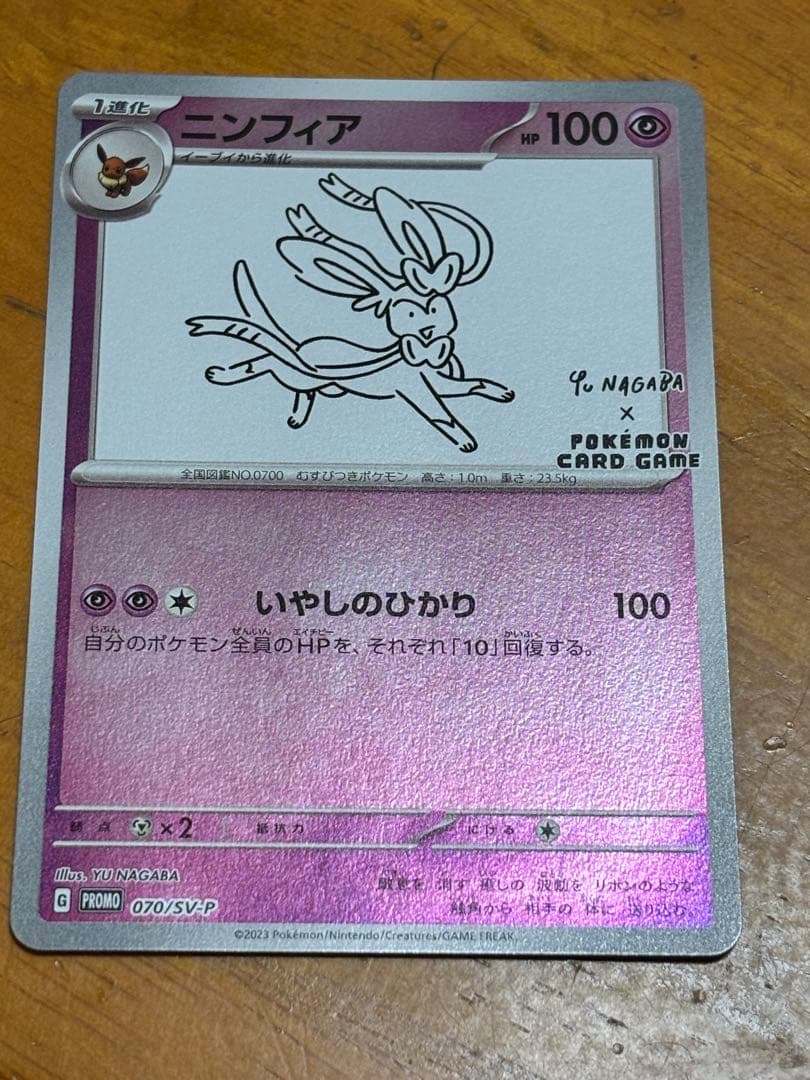 1進化
ニンフィア
HP 100
イーブイから進化
YU NAGABA
×
POKÉMON
CARD GAME
全国図鑑NO.0700 むすびつきポケモン 高さ:1.0m 重さ:23.5kg
いやしのひかり 100
自分のポケモン全員のHPを、それぞれ「10」回復する。
弱点 ×2 抵抗力 にげる
Illus. YU NAGABA
敵意を 消す 癒しの 波動を リボンのような
触角から 相手の 体に 送り込む。
G PROMO 070/SV-P
©2023 Pokémon/Nintendo/Creatures/GAME FREAK.